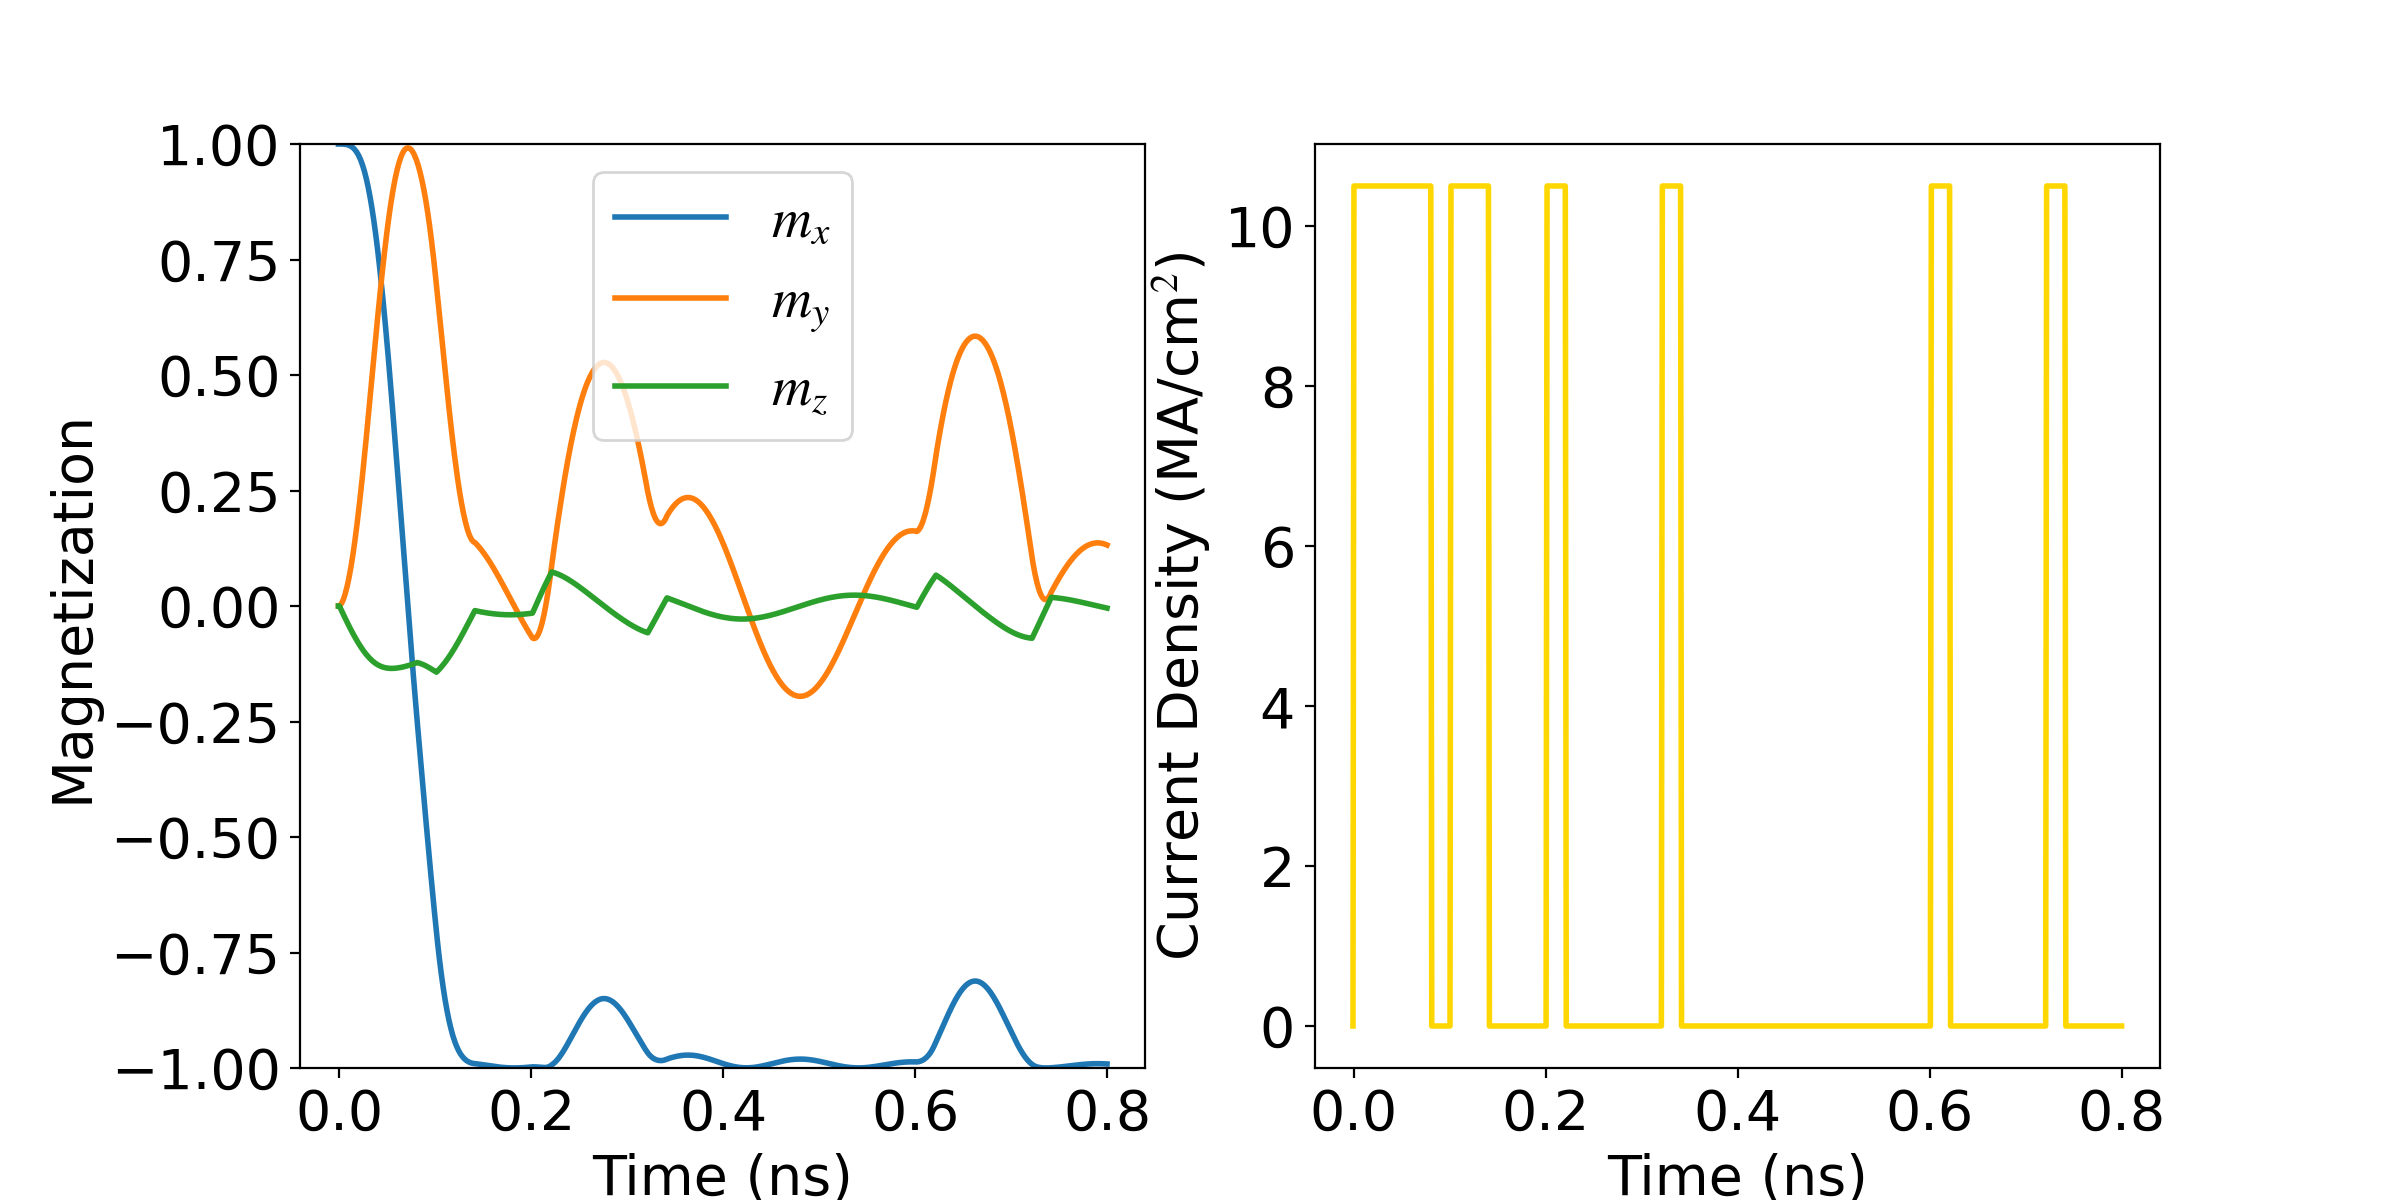 1.00
0.75
0.50
0.25
0.00
−0.25
−0.50
−0.75
−1.00
Magnetization
0.0 0.2 0.4 0.6 0.8
Time (ns)
m_x
m_y
m_z
10
8
6
4
2
0
Current Density (MA/cm²)
0.0 0.2 0.4 0.6 0.8
Time (ns)